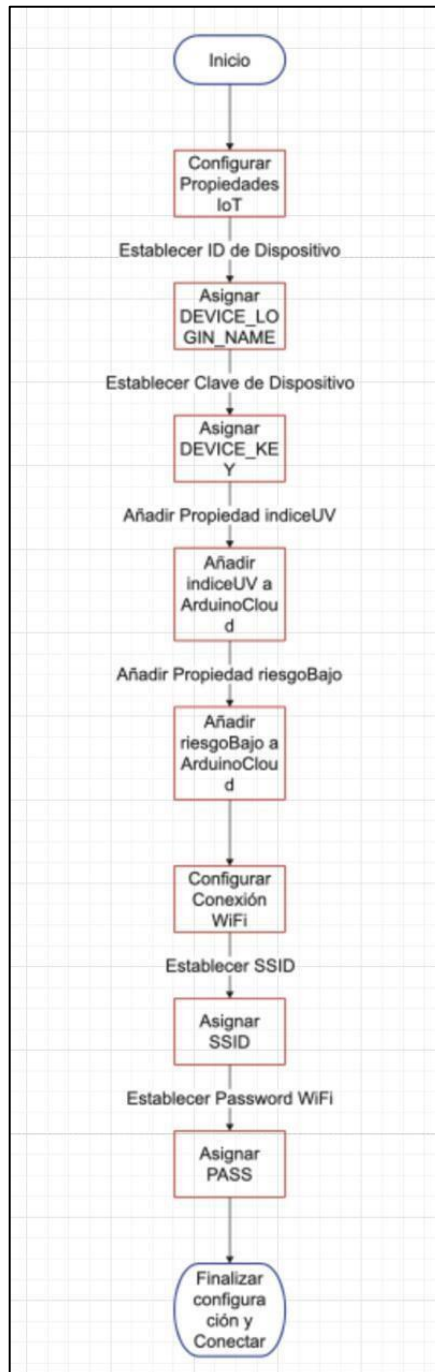 Inicio
Configurar
Propiedades
IoT
Establecer ID de Dispositivo
Asignar
DEVICE_LO
GIN_NAME
Establecer Clave de Dispositivo
Asignar
DEVICE_KE
Y
Añadir Propiedad indiceUV
Añadir
indiceUV a
ArduinoClou
d
Añadir Propiedad riesgoBajo
Añadir
riesgoBajo a
ArduinoClou
d
Configurar
Conexión
WiFi
Establecer SSID
Asignar
SSID
Establecer Password WiFi
Asignar
PASS
Finalizar
configura
ción y
Conectar